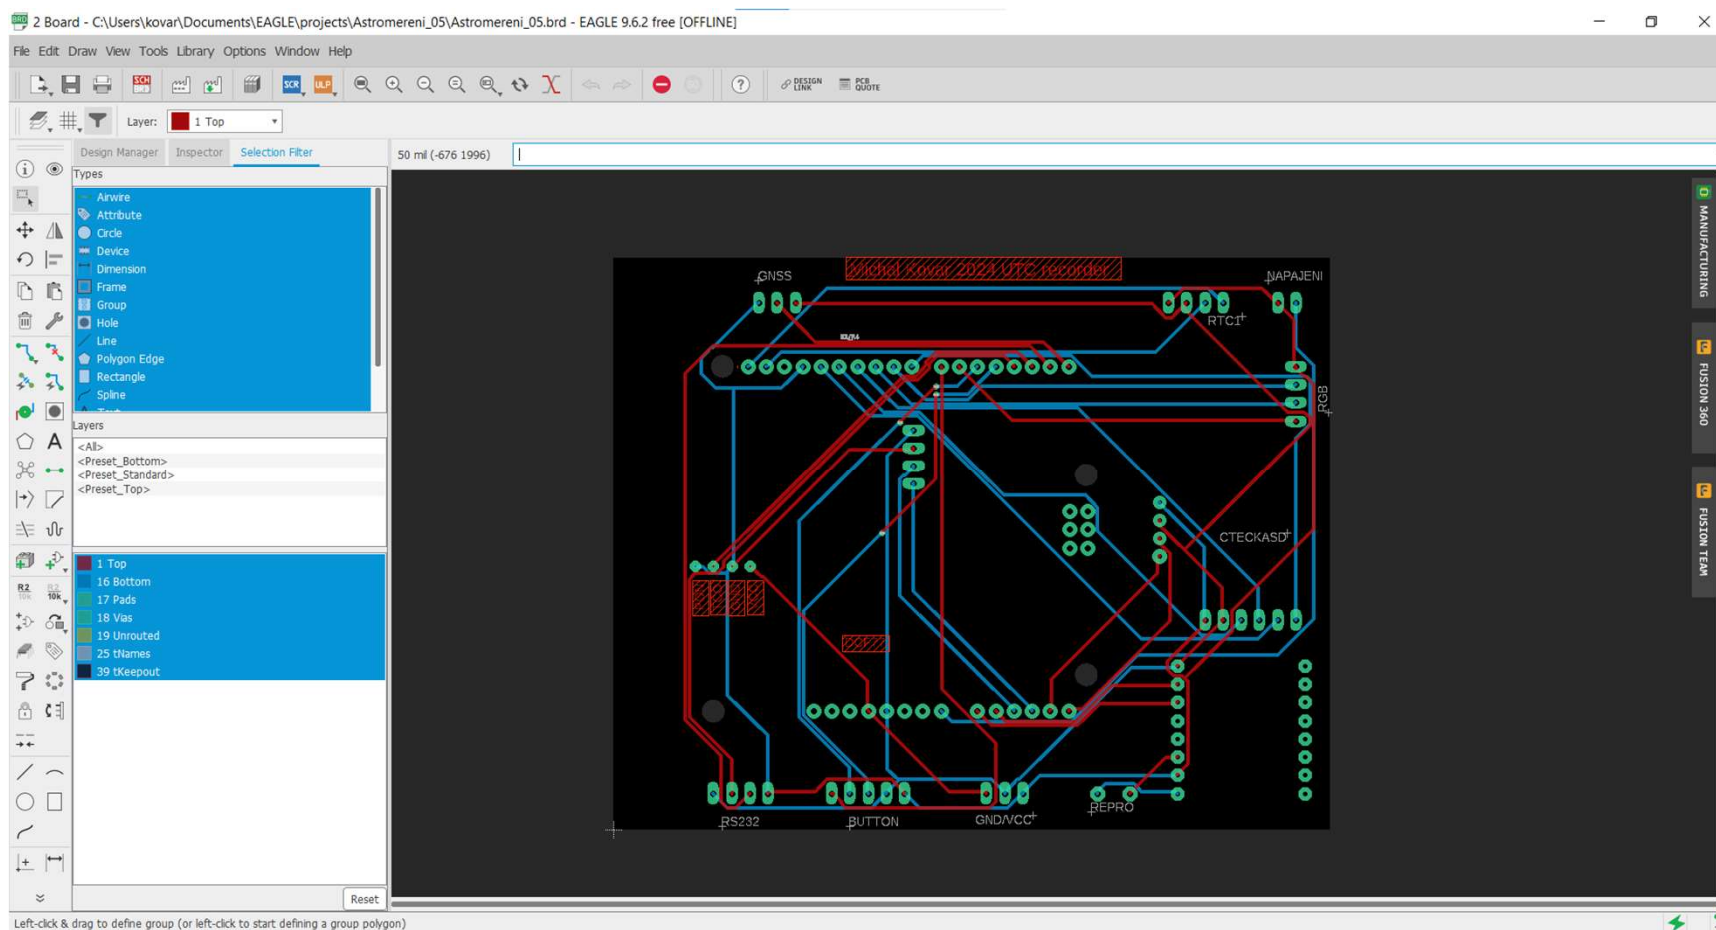 2 Board - C:\Users\kovar\Documents\EAGLE\projects\Astromereni_05\Astromereni_05.brd - EAGLE 9.6.2 free [OFFLINE]
File Edit Draw View Tools Library Options Window Help
SCH SCR ULP ? DESIGN LINK PCB QUOTE
Layer: 1 Top
Design Manager Inspector Selection Filter
50 mil (-676 1996)
Types
Airwire
Attribute
Circle
Device
Dimension
Frame
Group
Hole
Line
Polygon Edge
Rectangle
Spline
Layers
<All>
<Preset_Bottom>
<Preset_Standard>
<Preset_Top>
1 Top
16 Bottom
17 Pads
18 Vias
19 Unrouted
25 tNames
39 tKeepout
Reset
Michal Kovar 2024 UTC recorder
GNSS
NAPAJENI
RTC1
RGB
CTECKASD
RS232
BUTTON
GND/VCC
REPRO
MANUFACTURING
FUSION 360
FUSION TEAM
Left-click & drag to define group (or left-click to start defining a group polygon)